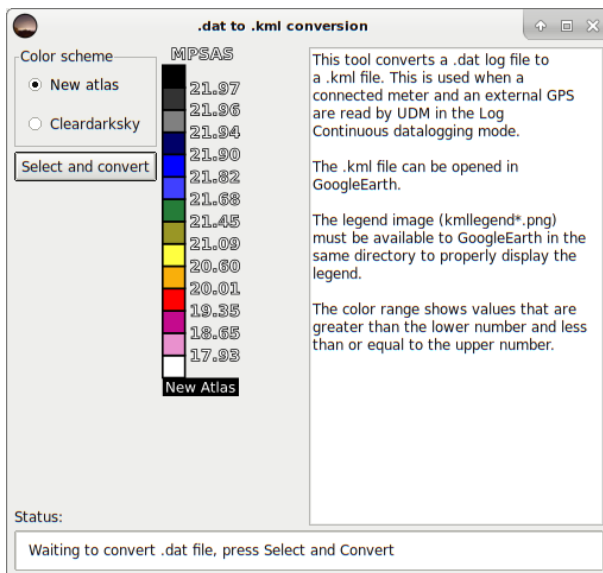 .dat to .kml conversion
Color scheme
New atlas
Cleardarksky
Select and convert
MPSAS
21.97
21.96
21.94
21.90
21.82
21.68
21.45
21.09
20.60
20.01
19.35
18.65
17.93
New Atlas
This tool converts a .dat log file to
a .kml file. This is used when a
connected meter and an external GPS
are read by UDM in the Log
Continuous datalogging mode.
The .kml file can be opened in
GoogleEarth.
The legend image (kmllegend*.png)
must be available to GoogleEarth in the
same directory to properly display the
legend.
The color range shows values that are
greater than the lower number and less
than or equal to the upper number.
Status:
Waiting to convert .dat file, press Select and Convert